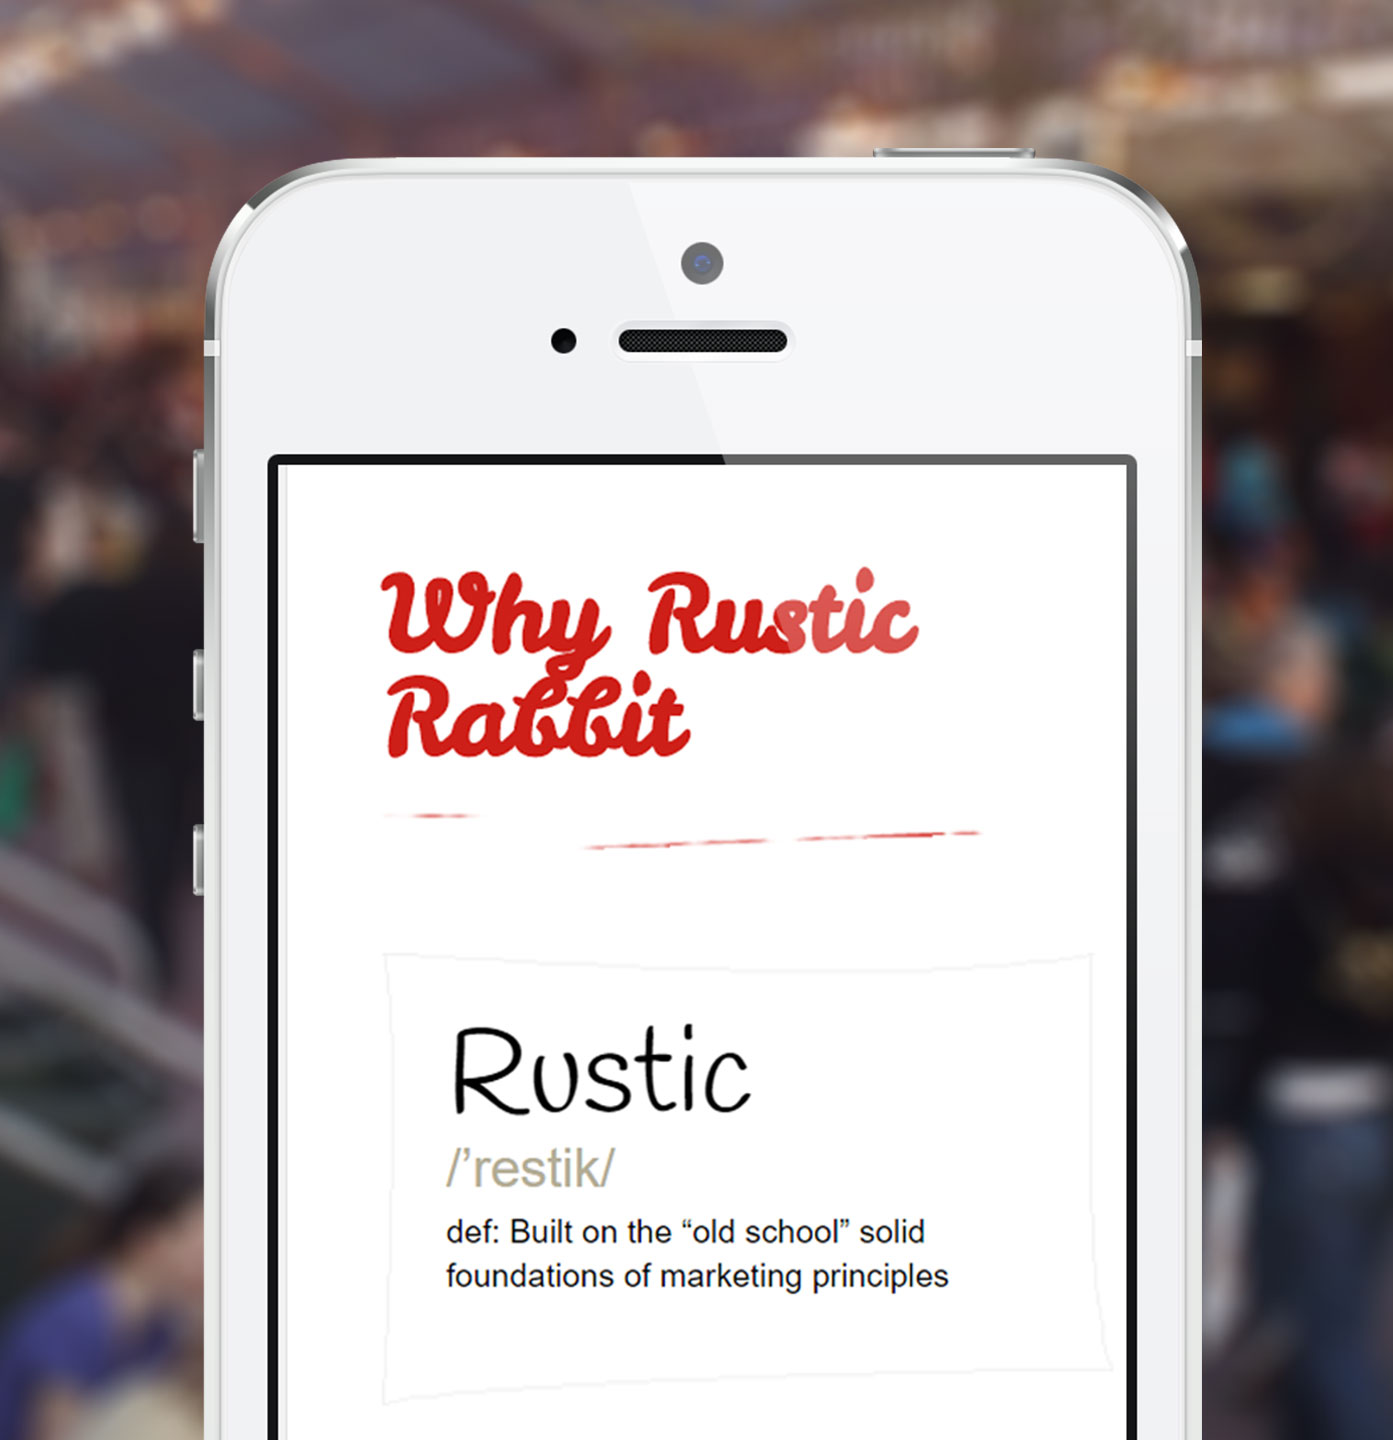 Why Rustic
Rabbit
Rustic
/’restik/
def: Built on the “old school” solid
foundations of marketing principles